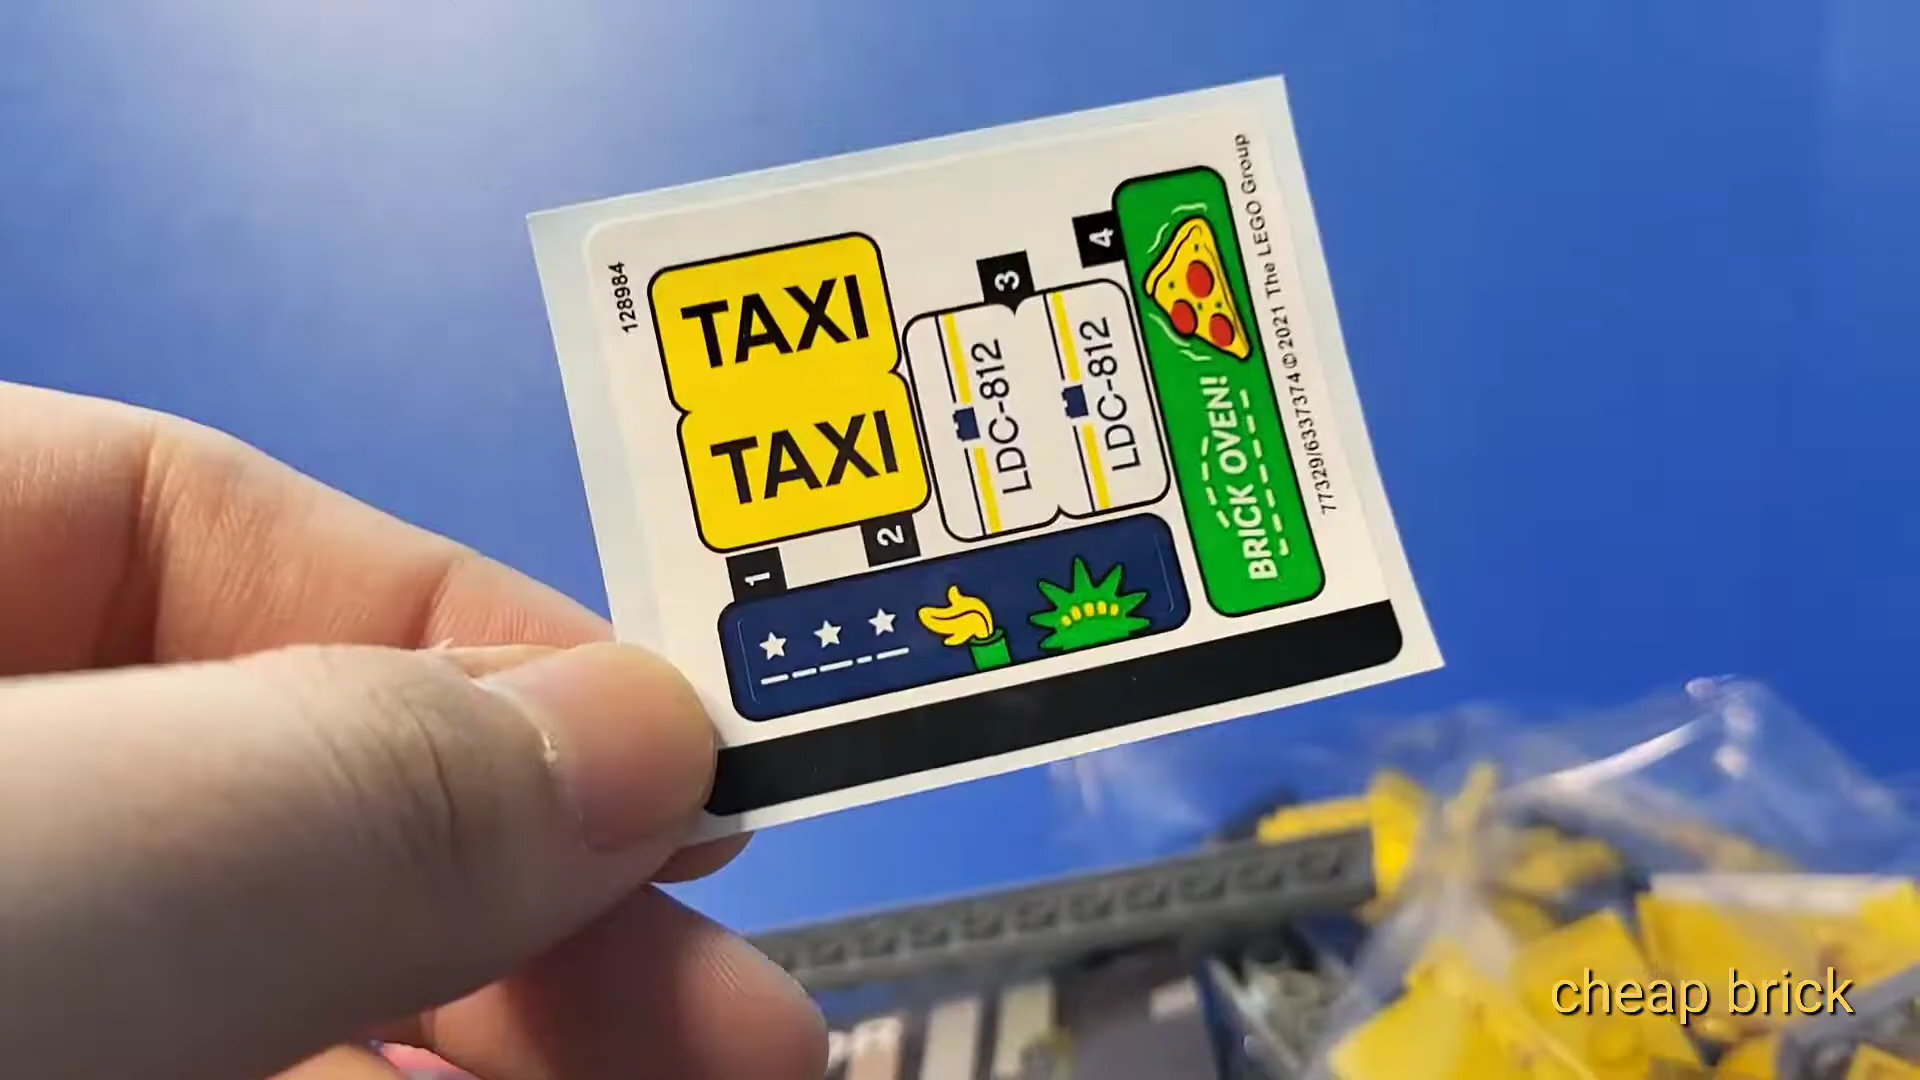 128984
TAXI
TAXI
1
2
3
LDC-812
LDC-812
4
BRICK OVEN!
77329/6337374 © 2021 The LEGO Group
cheap brick